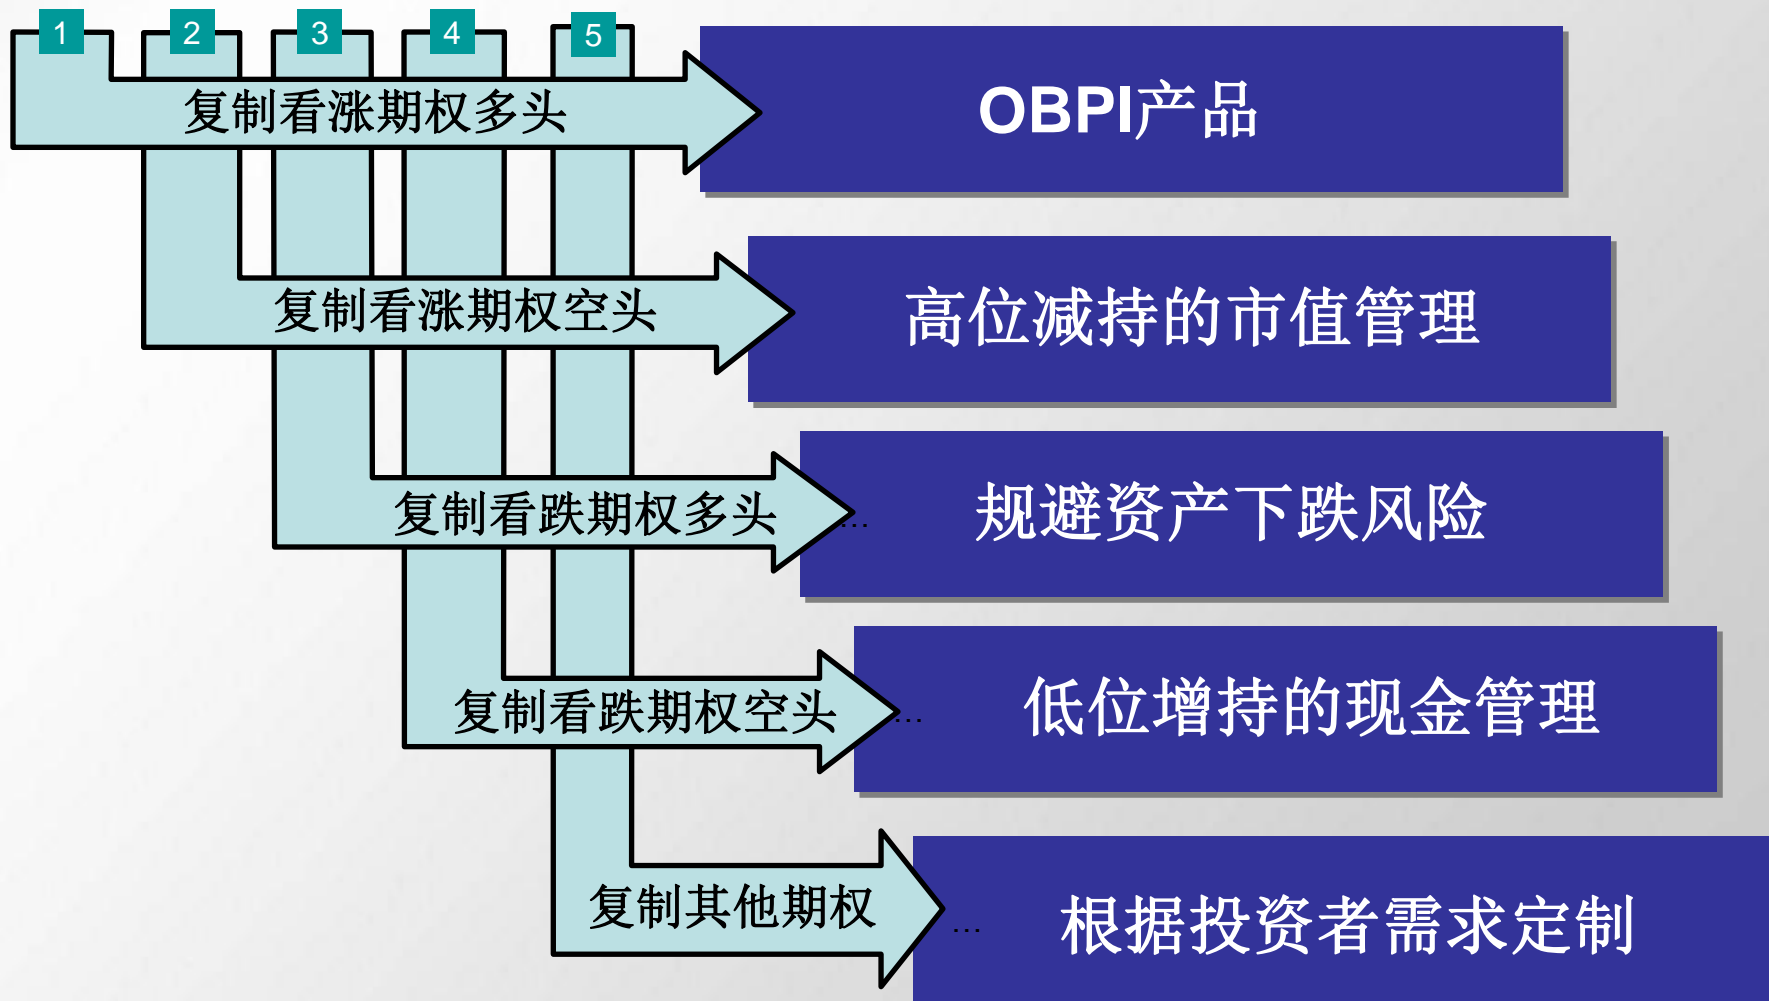 1 2 3 4 5
复制看涨期权多头
OBPI产品
复制看涨期权空头
高位减持的市值管理
复制看跌期权多头
...
规避资产下跌风险
复制看跌期权空头
...
低位增持的现金管理
复制其他期权
...
根据投资者需求定制